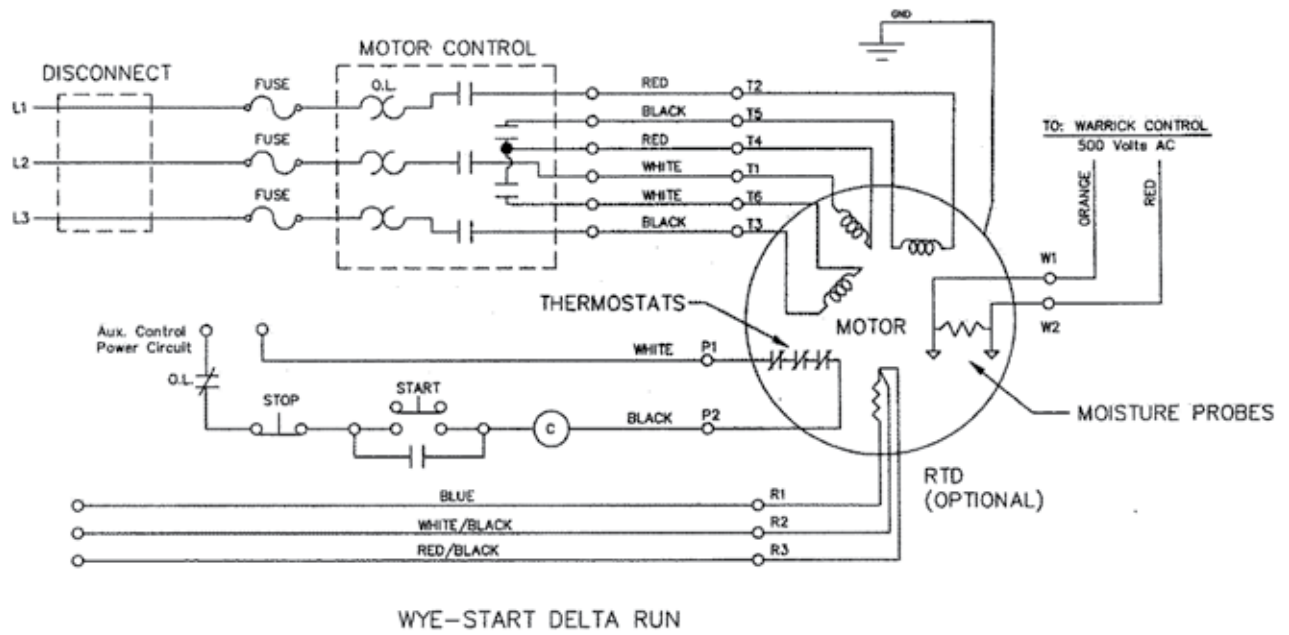 GND
MOTOR CONTROL
DISCONNECT
FUSE
O.L.
RED
T2
L1
BLACK
T5
TO: WARRICK CONTROL
500 Volts AC
FUSE
RED
T4
L2
WHITE
T1
ORANGE
RED
FUSE
WHITE
T6
L3
BLACK
T3
W1
THERMOSTATS
MOTOR
W2
Aux. Control
Power Circuit
WHITE
P1
O.L.
START
STOP
C
BLACK
P2
MOISTURE PROBES
RTD
(OPTIONAL)
BLUE
R1
WHITE/BLACK
R2
RED/BLACK
R3
WYE-START DELTA RUN